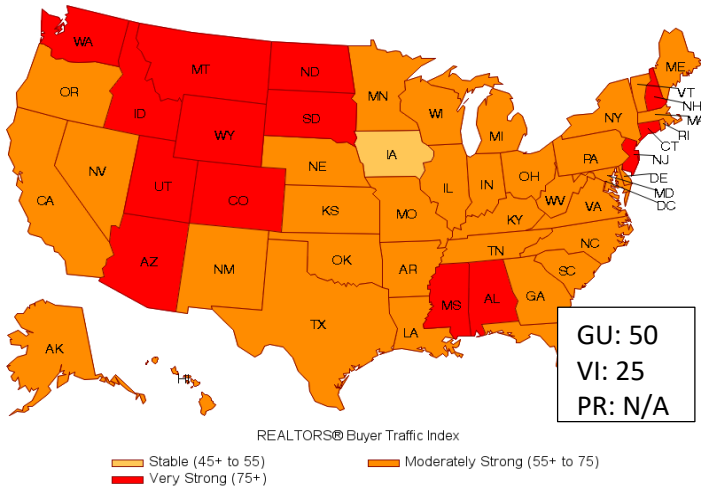 WA
MT
ND
MN
ME
OR
ID
SD
WI
VT
NH
WY
MI
NY
MA
RI
CT
IA
NE
PA
NJ
NV
OH
IL
IN
DE
UT
CO
MD
WV
VA
DC
CA
KS
MO
KY
NC
TN
OK
AZ
NM
AR
SC
MS
AL
GA
TX
LA
AK
GU: 50
VI: 25
PR: N/A
REALTORS® Buyer Traffic Index
Stable (45+ to 55)
Moderately Strong (55+ to 75)
Very Strong (75+)